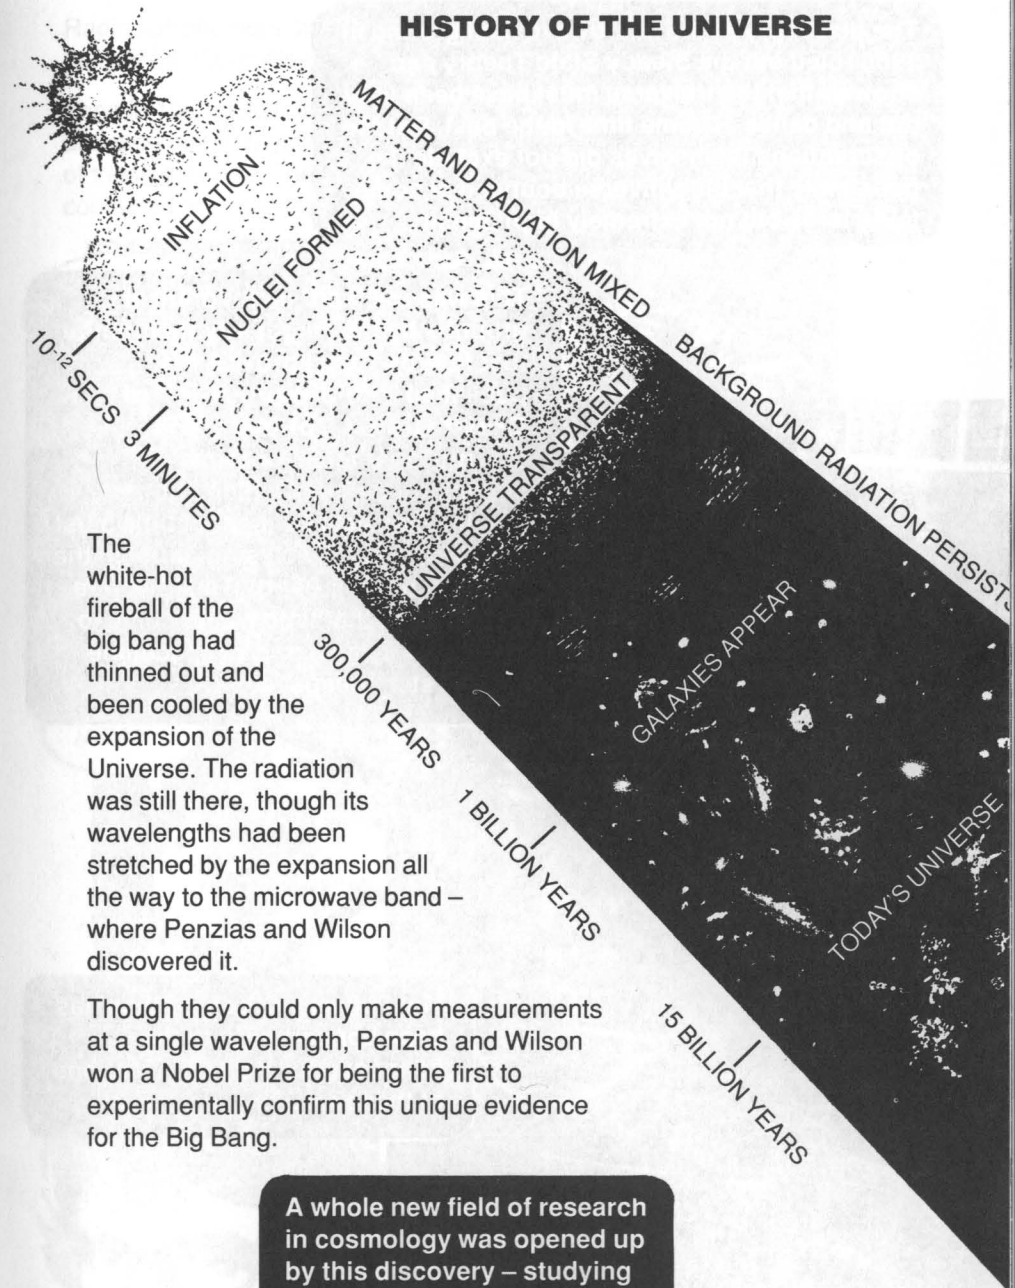 HISTORY OF THE UNIVERSE
MATTER AND RADIATION MIXED
BACKGROUND RADIATION PERSISTS
INFLATION
NUCLEI FORMED
UNIVERSE TRANSPARENT
GALAXIES APPEAR
TODAY'S UNIVERSE
10-12 SECS
3 MINUTES
300,000 YEARS
1 BILLION YEARS
15 BILLION YEARS
The
white-hot
fireball of the
big bang had
thinned out and
been cooled by the
expansion of the
Universe. The radiation
was still there, though its
wavelengths had been
stretched by the expansion all
the way to the microwave band –
where Penzias and Wilson
discovered it.
Though they could only make measurements
at a single wavelength, Penzias and Wilson
won a Nobel Prize for being the first to
experimentally confirm this unique evidence
for the Big Bang.
A whole new field of research
in cosmology was opened up
by this discovery – studying